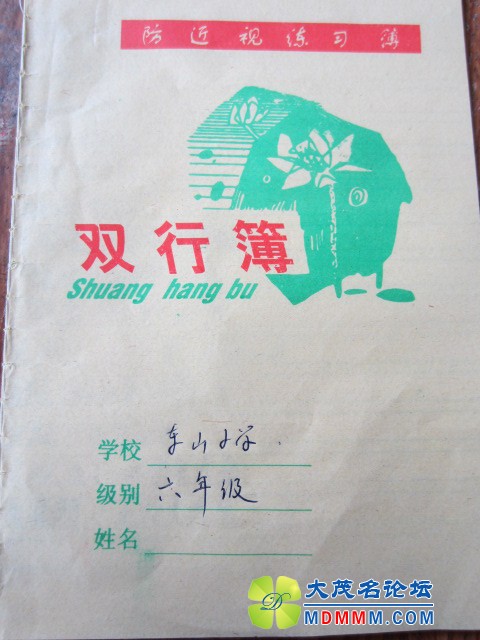 防近视练习簿
双行簿
Shuang hang bu
学校 东山小学
级别 六年级
姓名
大茂名论坛
MDMMM.COM